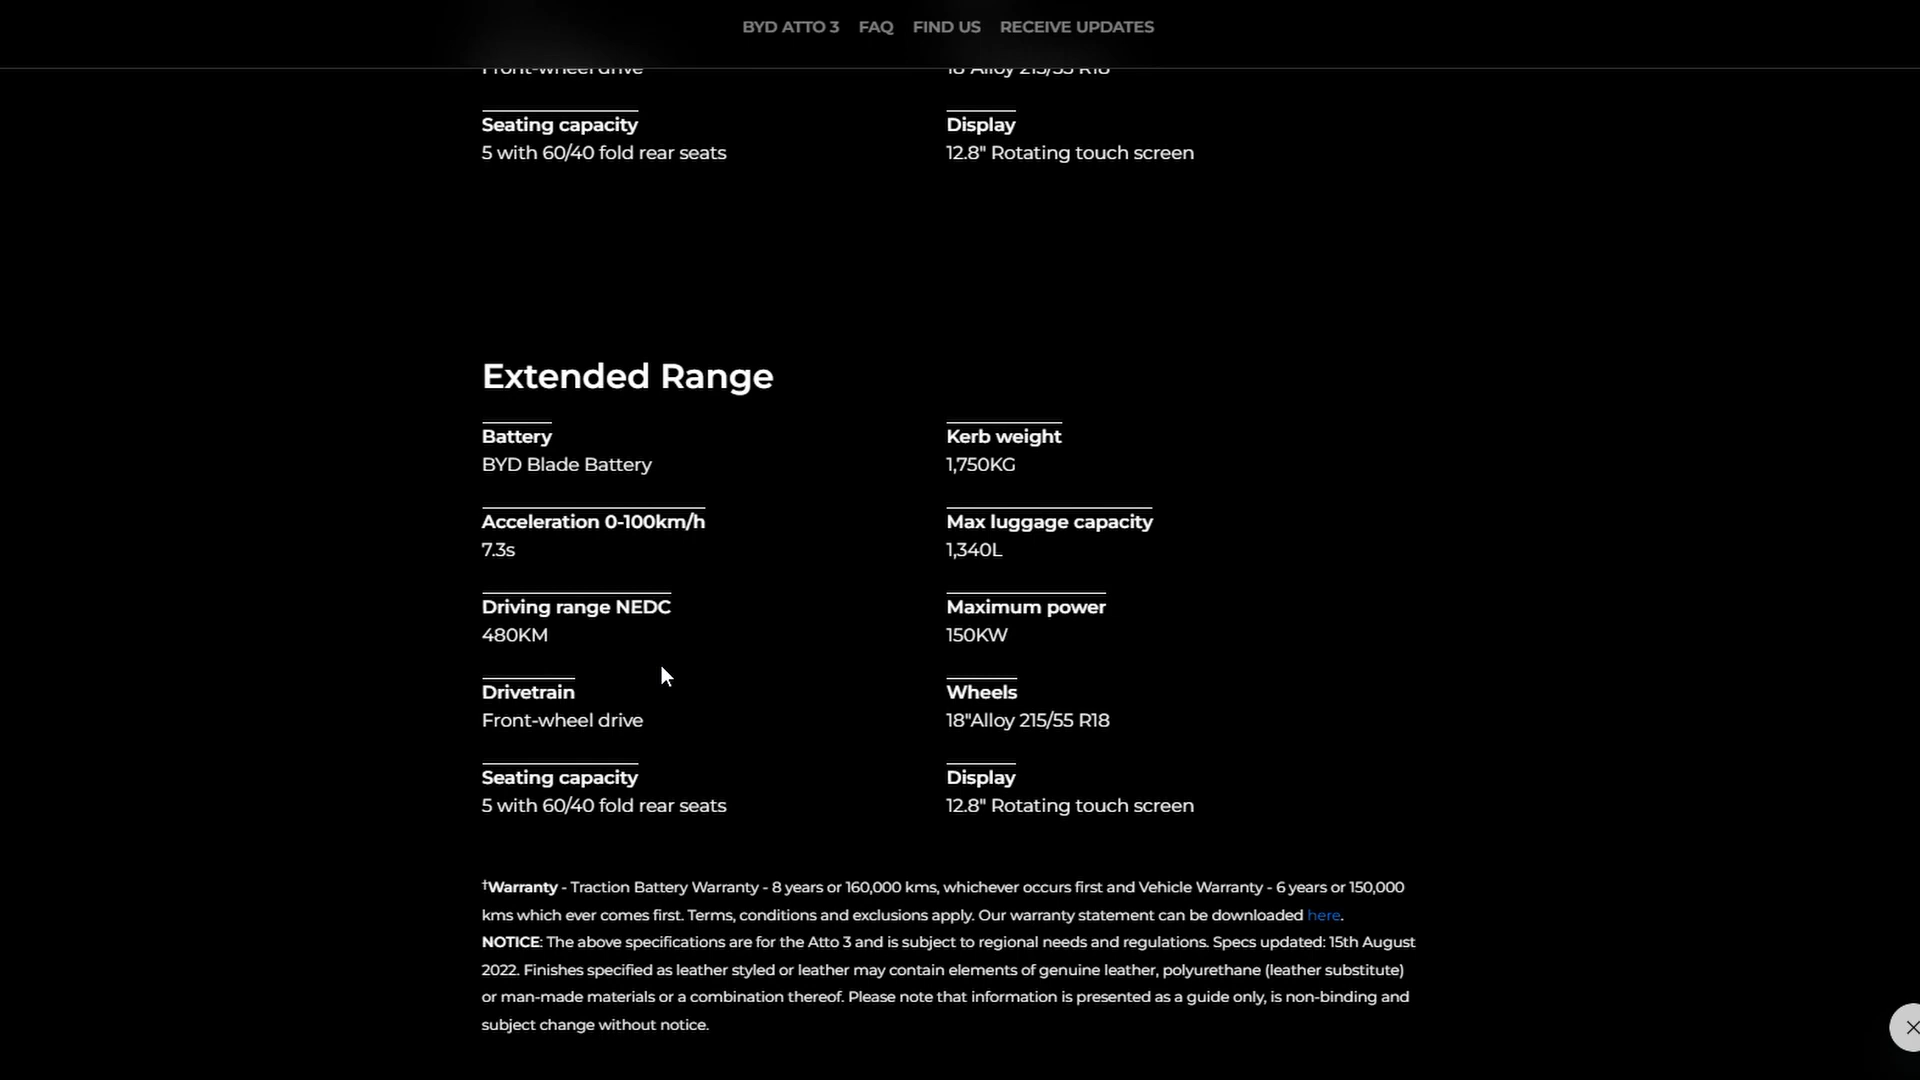 BYD ATTO 3 FAQ FIND US RECEIVE UPDATES
Front-wheel drive
18"Alloy 215/55 R18
Seating capacity
5 with 60/40 fold rear seats
Display
12.8" Rotating touch screen
Extended Range
Battery
BYD Blade Battery
Kerb weight
1,750KG
Acceleration 0-100km/h
7.3s
Max luggage capacity
1,340L
Driving range NEDC
480KM
Maximum power
150KW
Drivetrain
Front-wheel drive
Wheels
18"Alloy 215/55 R18
Seating capacity
5 with 60/40 fold rear seats
Display
12.8" Rotating touch screen
†Warranty - Traction Battery Warranty - 8 years or 160,000 kms, whichever occurs first and Vehicle Warranty - 6 years or 150,000
kms which ever comes first. Terms, conditions and exclusions apply. Our warranty statement can be downloaded here.
NOTICE: The above specifications are for the Atto 3 and is subject to regional needs and regulations. Specs updated: 15th August
2022. Finishes specified as leather styled or leather may contain elements of genuine leather, polyurethane (leather substitute)
or man-made materials or a combination thereof. Please note that information is presented as a guide only, is non-binding and
subject change without notice.